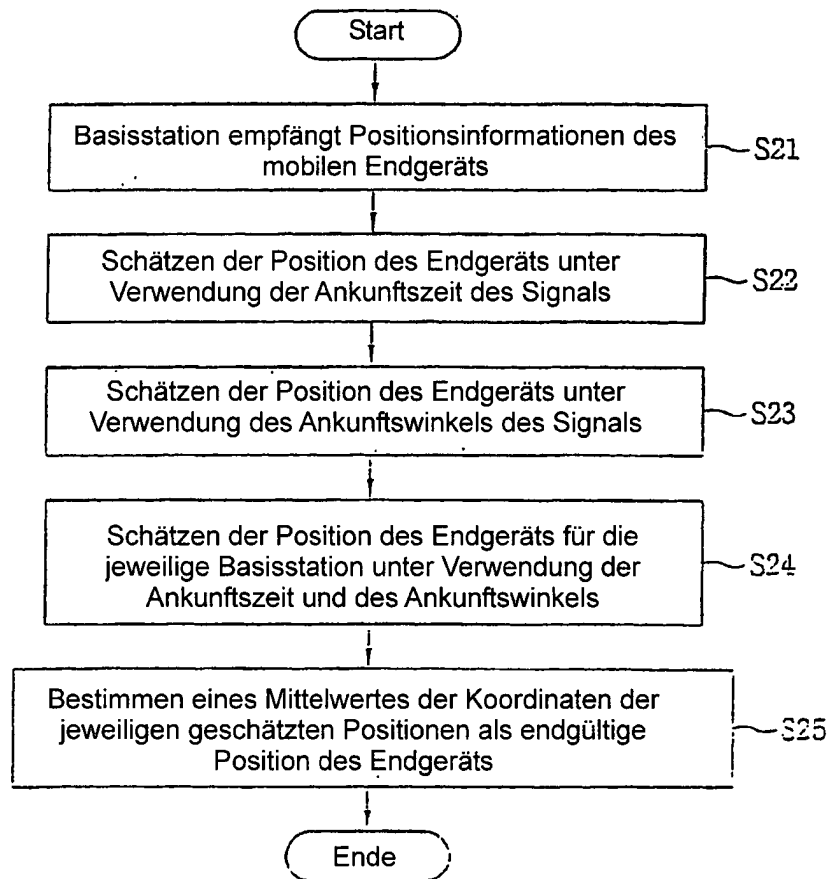 Start
Basisstation empfängt Positionsinformationen des
mobilen Endgeräts
S21
Schätzen der Position des Endgeräts unter
Verwendung der Ankunftszeit des Signals
S22
Schätzen der Position des Endgeräts unter
Verwendung des Ankunftswinkels des Signals
S23
Schätzen der Position des Endgeräts für die
jeweilige Basisstation unter Verwendung der
Ankunftszeit und des Ankunftswinkels
S24
Bestimmen eines Mittelwertes der Koordinaten der
jeweiligen geschätzten Positionen als endgültige
Position des Endgeräts
S25
Ende